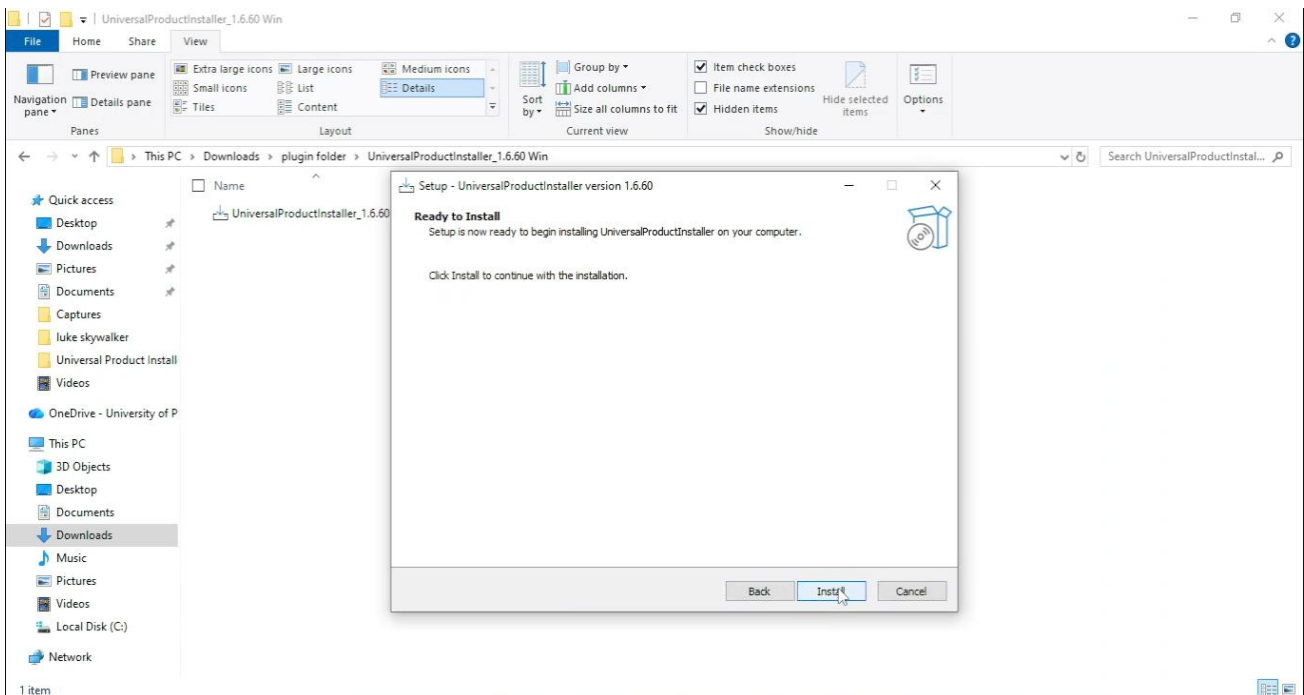 UniversalProductInstaller_1.6.60 Win
File Home Share View
Navigation pane
Preview pane
Details pane
Panes
Extra large icons Large icons Medium icons
Small icons List Details
Tiles Content
Layout
Sort by
Group by
Add columns
Size all columns to fit
Current view
Item check boxes
File name extensions
Hidden items
Hide selected items
Show/hide
Options
This PC > Downloads > plugin folder > UniversalProductInstaller_1.6.60 Win
Search UniversalProductInstal...
Quick access
Desktop
Downloads
Pictures
Documents
Captures
luke skywalker
Universal Product Install
Videos
OneDrive - University of P
This PC
3D Objects
Desktop
Documents
Downloads
Music
Pictures
Videos
Local Disk (C:)
Network
1 item
Name
UniversalProductInstaller_1.6.60
Setup - UniversalProductInstaller version 1.6.60
Ready to Install
Setup is now ready to begin installing UniversalProductInstaller on your computer.
Click Install to continue with the installation.
Back Install Cancel